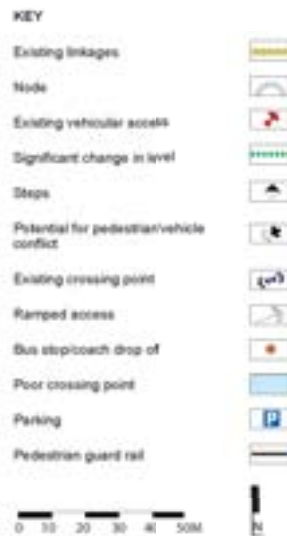 KEY
Existing linkages
Node
Existing vehicular access
Significant change in level
Steps
Potential for pedestrian/vehicle
conflict
Existing crossing point
Ramped access
Bus stop/coach drop of
Poor crossing point
Parking
P
Pedestrian guard rail
0 10 20 30 40 50M
N